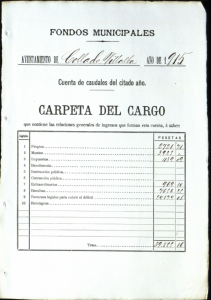 FONDOS MUNICIPALES
AYUNTAMIENTO DE Collado Villalba AÑO DE 1915
Cuenta de caudales del citado año.
CARPETA DEL CARGO
que contiene las relaciones generales de ingresos que forman esta cuenta, á saber:
PESETAS
1 Propios
2 Montes
3 Impuestos
4 Beneficencia
5 Instrucción pública
6 Corrección pública
7 Extraordinarios
8 Resultas
9 Recursos legales para cubrir el déficit
10 Reintegros
TOTAL